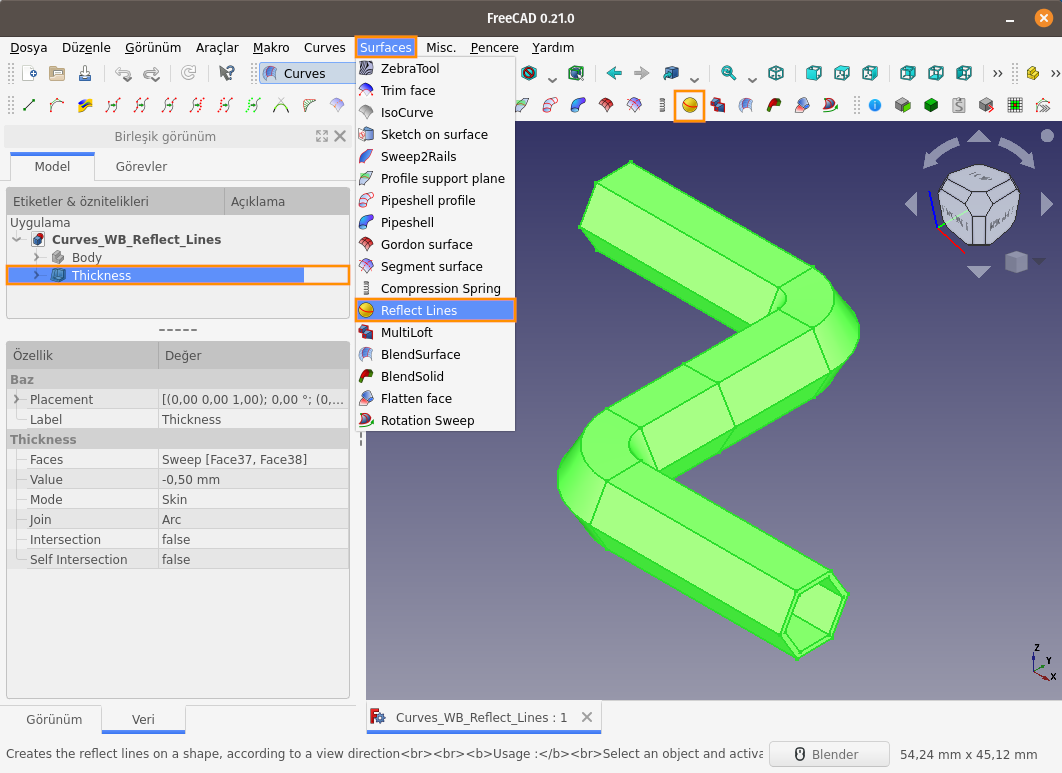 FreeCAD 0.21.0
Dosya Düzenle Görünüm Araçlar Makro Curves Surfaces Misc. Pencere Yardım
Curves
ZebraTool
Trim face
IsoCurve
Sketch on surface
Sweep2Rails
Profile support plane
Pipeshell profile
Pipeshell
Gordon surface
Segment surface
Compression Spring
Reflect Lines
MultiLoft
BlendSurface
BlendSolid
Flatten face
Rotation Sweep
Birleşik görünüm
Model Görevler
Etiketler & öznitelikleri Açıklama
Uygulama
Curves_WB_Reflect_Lines
Body
Thickness
Özellik Değer
Baz
Placement [(0,00 0,00 1,00); 0,00 °; (0,...
Label Thickness
Thickness
Faces Sweep [Face37, Face38]
Value -0,50 mm
Mode Skin
Join Arc
Intersection false
Self Intersection false
Z
Y
X
Görünüm Veri
Curves_WB_Reflect_Lines : 1
Creates the reflect lines on a shape, according to a view direction<br><br><b>Usage :</b><br>Select an object and activa
Blender
54,24 mm x 45,12 mm